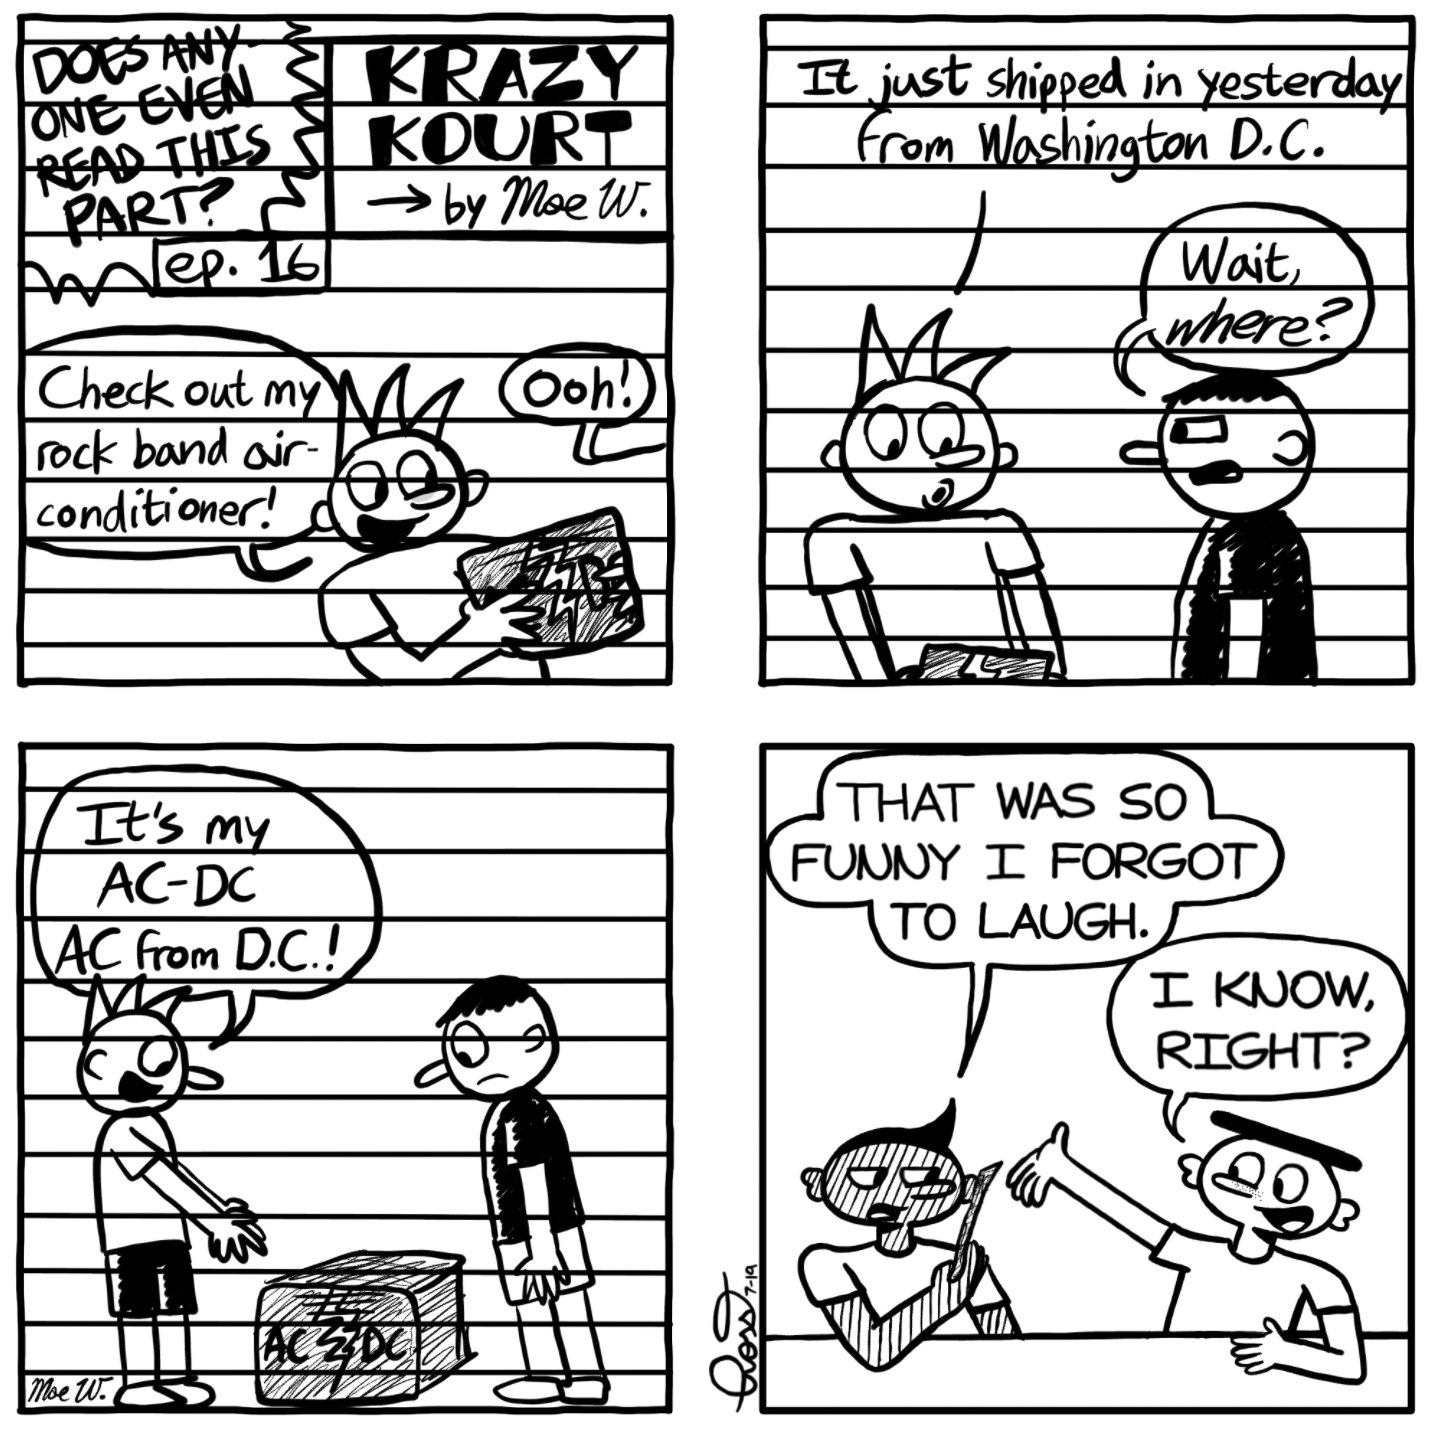 DOES ANY-
ONE EVEN
READ THIS
PART?
KRAZY
KOURT
by Moe W.
ep. 16
Check out my
rock band air-
conditioner!
Ooh!
It just shipped in yesterday
from Washington D.C.
Wait,
where?
It's my
AC-DC
AC from D.C.!
AC DC
Moe W.
THAT WAS SO
FUNNY I FORGOT
TO LAUGH.
I KNOW,
RIGHT?
7-19